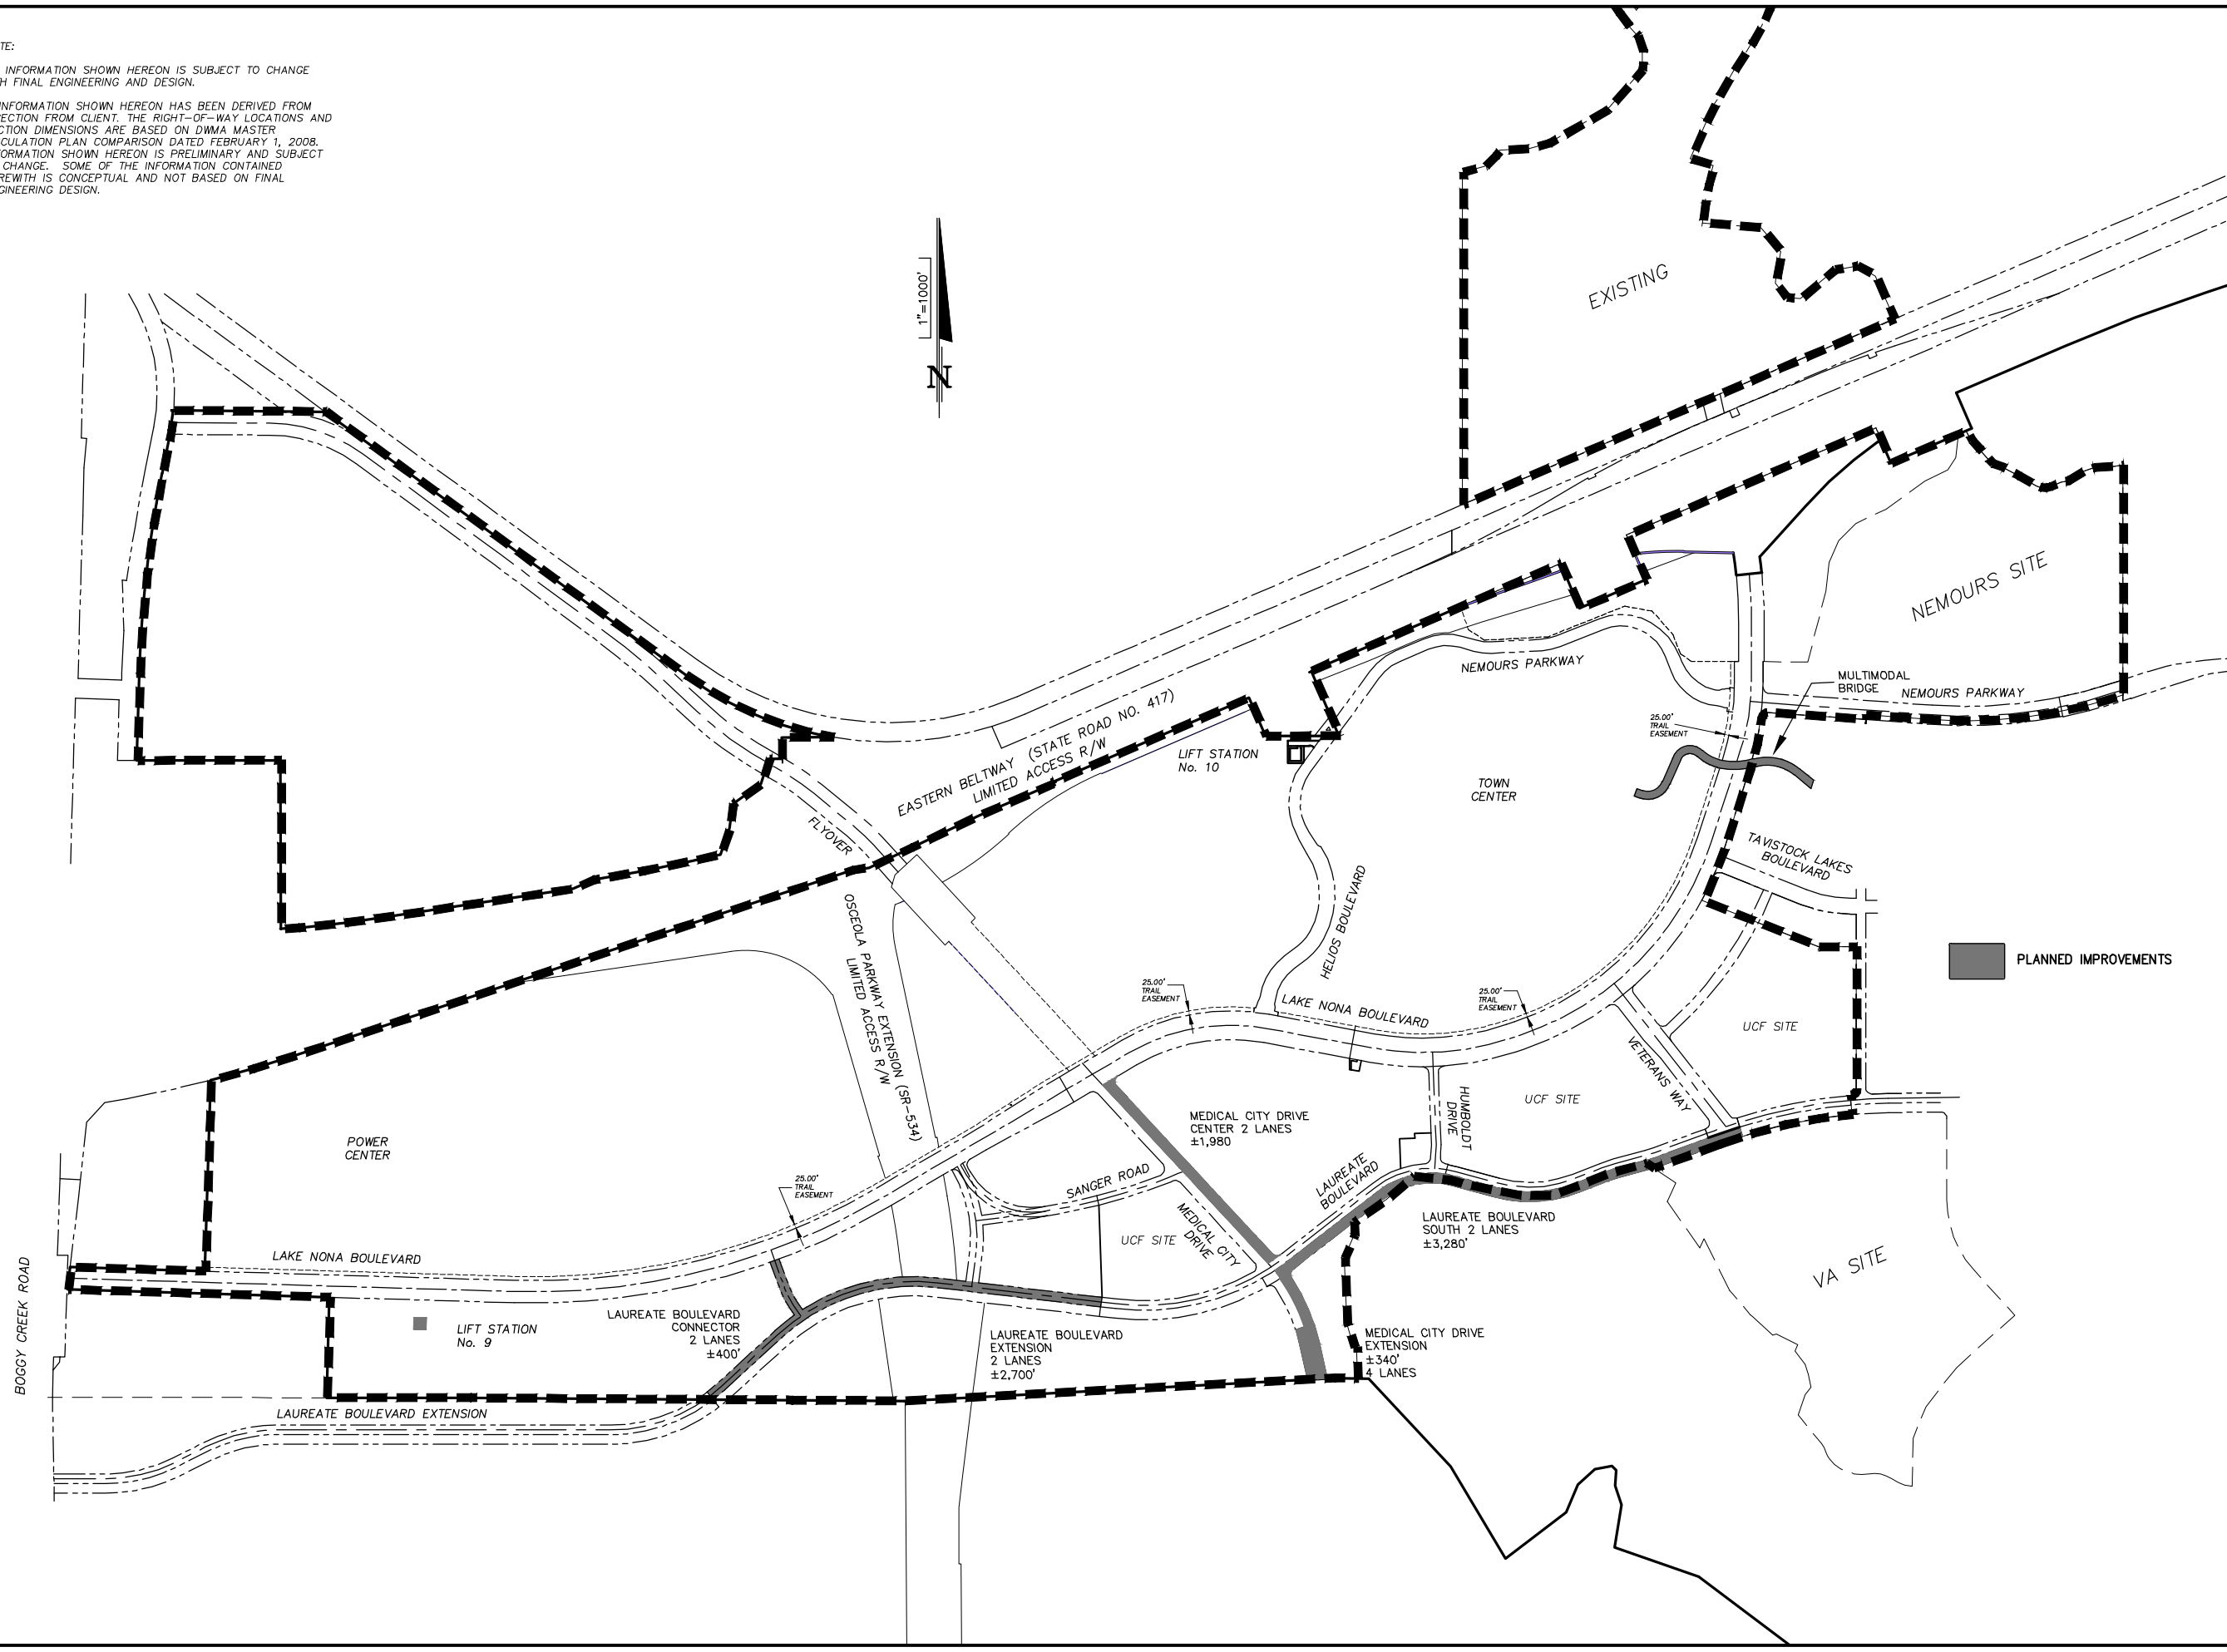 TE:
INFORMATION SHOWN HEREON IS SUBJECT TO CHANGE
H FINAL ENGINEERING AND DESIGN.
INFORMATION SHOWN HEREON HAS BEEN DERIVED FROM
ECTION FROM CLIENT. THE RIGHT-OF-WAY LOCATIONS AND
CTION DIMENSIONS ARE BASED ON DWMA MASTER
CULATION PLAN COMPARISON DATED FEBRUARY 1, 2008.
FORMATION SHOWN HEREON IS PRELIMINARY AND SUBJECT
CHANGE. SOME OF THE INFORMATION CONTAINED
REWITH IS CONCEPTUAL AND NOT BASED ON FINAL
GINEERING DESIGN.
1"=1000'
N
EXISTING
NEMOURS SITE
NEMOURS PARKWAY
MULTIMODAL
BRIDGE
NEMOURS PARKWAY
25.00'
TRAIL
EASEMENT
EASTERN BELTWAY (STATE ROAD NO. 417)
LIMITED ACCESS R/W
LIFT STATION
No. 10
TOWN
CENTER
FLYOVER
TAVISTOCK LAKES
BOULEVARD
OSCEOLA PARKWAY EXTENSION (SR-534)
LIMITED ACCESS R/W
HELIOS BOULEVARD
PLANNED IMPROVEMENTS
25.00'
TRAIL
EASEMENT
LAKE NONA BOULEVARD
25.00'
TRAIL
EASEMENT
UCF SITE
VETERANS WAY
HUMBOLDT
DRIVE
UCF SITE
MEDICAL CITY DRIVE
CENTER 2 LANES
±1,980
POWER
CENTER
25.00'
TRAIL
EASEMENT
SANGER ROAD
LAUREATE
BOULEVARD
MEDICAL CITY
DRIVE
UCF SITE
LAUREATE BOULEVARD
SOUTH 2 LANES
±3,280'
VA SITE
LAKE NONA BOULEVARD
BOGGY CREEK ROAD
LIFT STATION
No. 9
LAUREATE BOULEVARD
CONNECTOR
2 LANES
±400'
LAUREATE BOULEVARD
EXTENSION
2 LANES
±2,700'
MEDICAL CITY DRIVE
EXTENSION
±340'
4 LANES
LAUREATE BOULEVARD EXTENSION